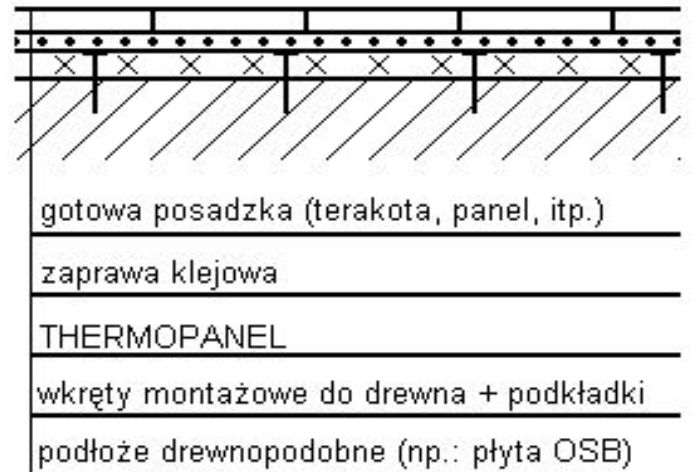 gotowa posadzka (terakota, panel, itp.)
zaprawa klejowa
THERMOPANEL
wkręty montażowe do drewna + podkładki
podłoże drewnopodobne (np.: płyta OSB)